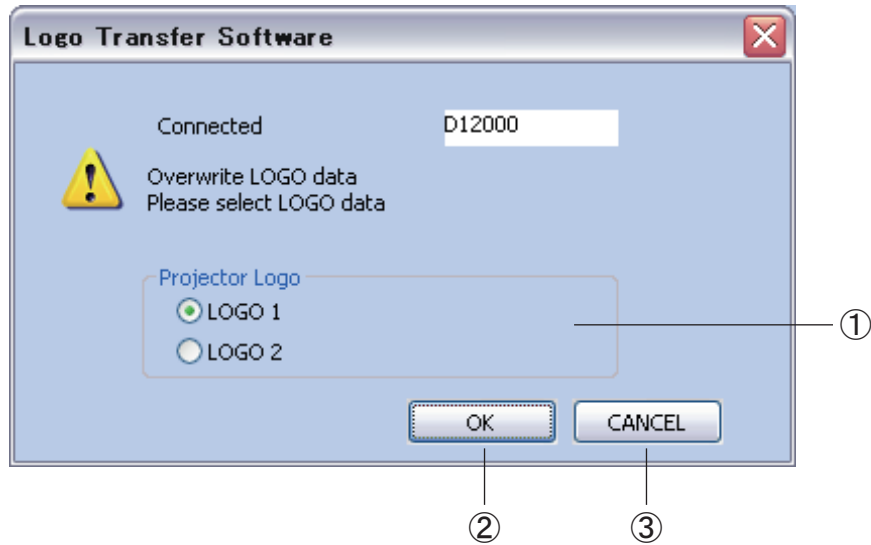 Logo Transfer Software
Connected D12000
Overwrite LOGO data
Please select LOGO data
Projector Logo
LOGO 1
①
LOGO 2
OK CANCEL
② ③